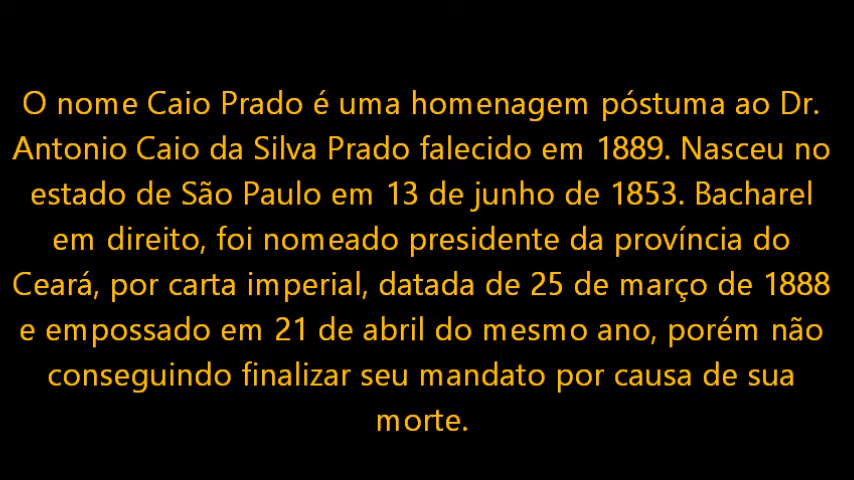 O nome Caio Prado é uma homenagem póstuma ao Dr.
Antonio Caio da Silva Prado falecido em 1889. Nasceu no
estado de São Paulo em 13 de junho de 1853. Bacharel
em direito, foi nomeado presidente da província do
Ceará, por carta imperial, datada de 25 de março de 1888
e empossado em 21 de abril do mesmo ano, porém não
conseguindo finalizar seu mandato por causa de sua
morte.